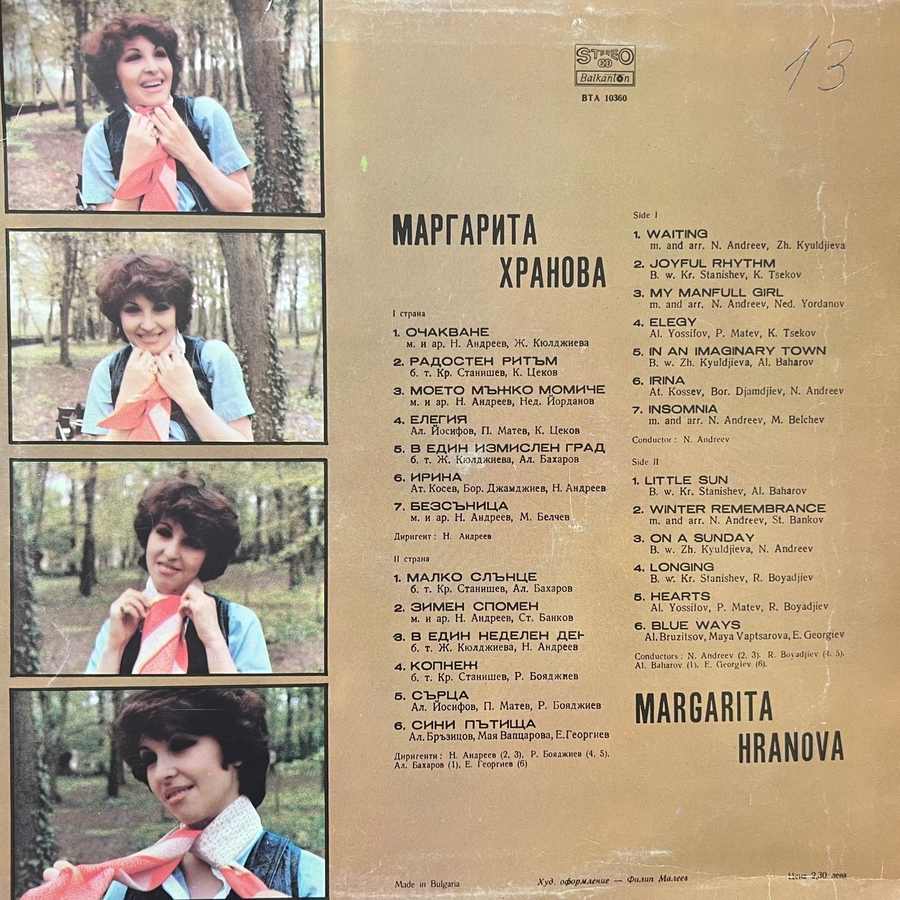 STEREO
Balkanton
ВТА 10360
13
МАРГАРИТА
ХРАНОВА
I страна
1. ОЧАКВАНЕ
м. и ар. Н. Андреев, Ж. Кюлджиева
2. РАДОСТЕН РИТЪМ
б. т. Кр. Станишев, К. Цеков
3. МОЕТО МЪНКО МОМИЧЕ
м. и ар. Н. Андреев, Нед. Йорданов
4. ЕЛЕГИЯ
Ал. Йосифов, П. Матев, К. Цеков
5. В ЕДИН ИЗМИСЛЕН ГРАД
б. т. Ж. Кюлджиева, Ал. Бахаров
6. ИРИНА
Ат. Косев, Бор. Джамджиев, Н. Андреев
7. БЕЗСЪНИЦА
м. и ар. Н. Андреев, М. Белчев
Диригент: Н. Андреев
II страна
1. МАЛКО СЛЪНЦЕ
б. т. Кр. Станишев, Ал. Бахаров
2. ЗИМЕН СПОМЕН
м. и ар. Н. Андреев, Ст. Банков
3. В ЕДИН НЕДЕЛЕН ДЕН
б. т. Ж. Кюлджиева, Н. Андреев
4. КОПНЕЖ
б. т. Кр. Станишев, Р. Бояджиев
5. СЪРЦА
Ал. Йосифов, П. Матев, Р. Бояджиев
6. СИНИ ПЪТИЩА
Ал. Бръзицов, Мая Вапцарова, Е. Георгиев
Диригенти: Н. Андреев (2, 3), Р. Бояджиев (4, 5).
Ал. Бахаров (1), Е. Георгиев (6)
Side I
1. WAITING
m. and arr. N. Andreev, Zh. Kyuldjieva
2. JOYFUL RHYTHM
B. w. Kr. Stanishev, K. Tsekov
3. MY MANFULL GIRL
m. and arr. N. Andreev, Ned. Yordanov
4. ELEGY
Al. Yossifov, P. Matev, K. Tsekov
5. IN AN IMAGINARY TOWN
B. w. Zh. Kyuldjieva, Al. Baharov
6. IRINA
At. Kossev, Bor. Djamdjiev, N. Andreev
7. INSOMNIA
m. and arr. N. Andreev, M. Belchev
Conductor: N. Andreev
Side II
1. LITTLE SUN
B. w. Kr. Stanishev, Al. Baharov
2. WINTER REMEMBRANCE
m. and arr. N. Andreev, St. Bankov
3. ON A SUNDAY
B. w. Zh. Kyuldjieva, N. Andreev
4. LONGING
B. w. Kr. Stanishev, R. Boyadjiev
5. HEARTS
Al. Yossilov, P. Matev, R. Boyadjiev
6. BLUE WAYS
Al. Bruzitsov, Maya Vaptsarova, E. Georgiev
Conductors: N. Andreev (2, 3), R. Boyadjiev (4, 5),
Al. Baharov (1), E. Georgiev (6).
MARGARITA
HRANOVA
Made in Bulgaria
Худ. оформление — Филип Малеев
Цена 2,30 лева